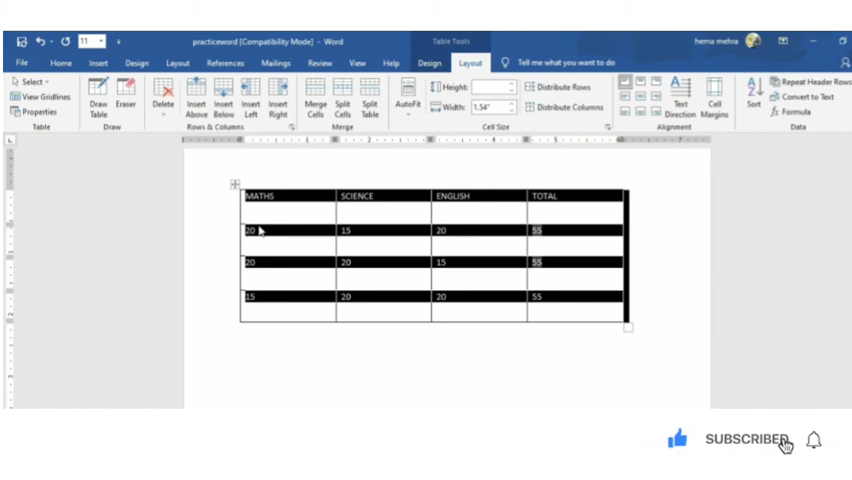 11 practiceword [Compatibility Mode] - Word Table Tools hema mehra
File Home Insert Design Layout References Mailings Review View Help Design Layout Tell me what you want to do
Select
View Gridlines
Properties
Table
Draw Table
Eraser
Draw
Delete
Insert Above
Insert Below
Insert Left
Insert Right
Rows & Columns
Merge Cells
Split Cells
Split Table
Merge
AutoFit
Height:
Width: 1.54"
Distribute Rows
Distribute Columns
Cell Size
Text Direction
Cell Margins
Alignment
Sort
Repeat Header Rows
Convert to Text
Formula
Data
MATHS SCIENCE ENGLISH TOTAL
20 15 20 55
20 20 15 55
15 20 20 55
SUBSCRIBED